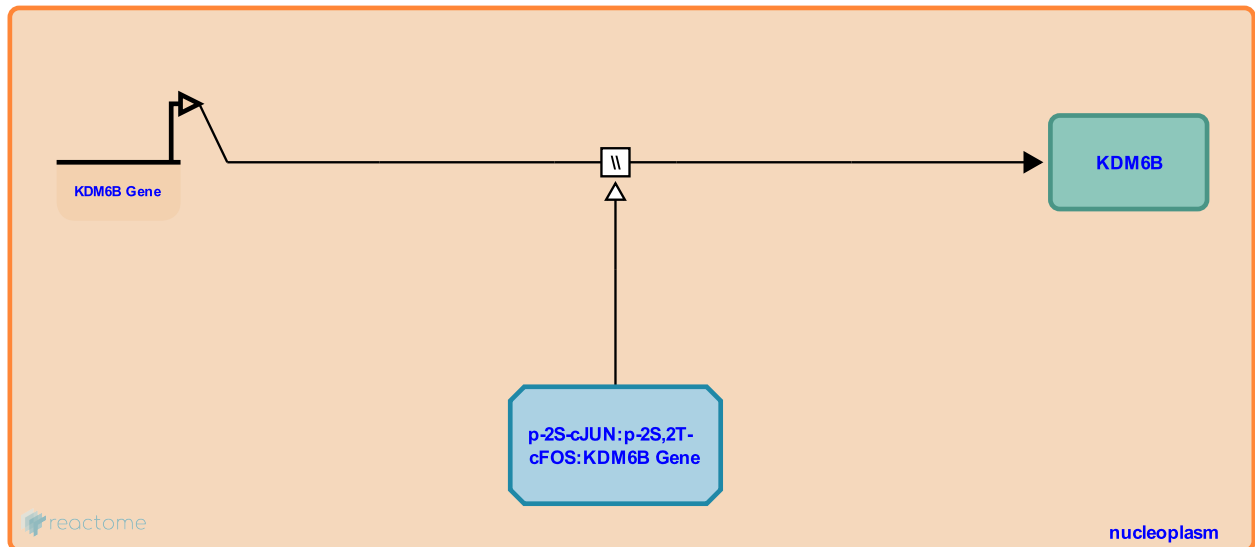 KDM6B Gene
\\
KDM6B
p-2S-cJUN:p-2S,2T-
cFOS:KDM6B Gene
reactome
nucleoplasm